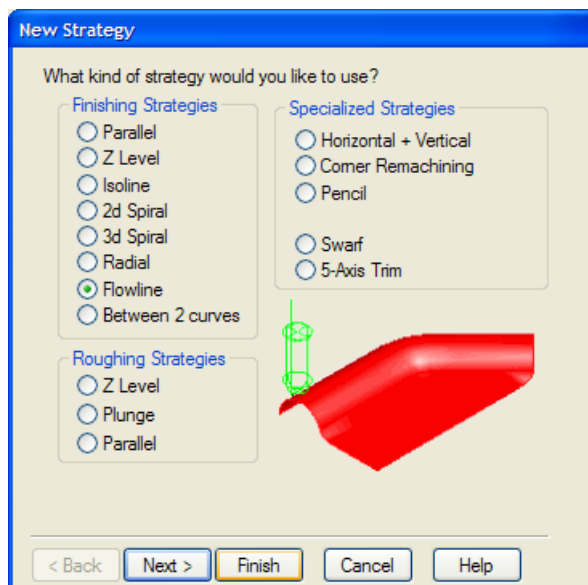 New Strategy
What kind of strategy would you like to use?
Finishing Strategies
Parallel
Z Level
Isoline
2d Spiral
3d Spiral
Radial
Flowline
Between 2 curves
Roughing Strategies
Z Level
Plunge
Parallel
Specialized Strategies
Horizontal + Vertical
Corner Remachining
Pencil
Swarf
5-Axis Trim
< Back
Next >
Finish
Cancel
Help